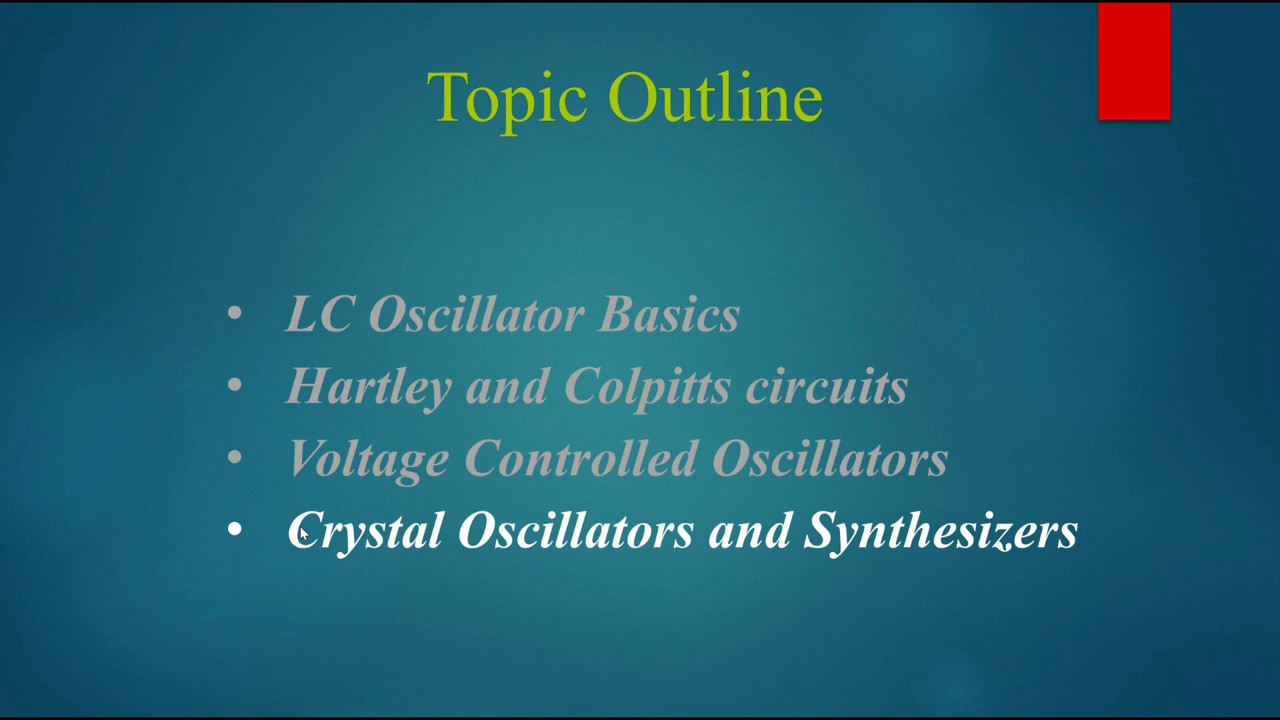 Topic Outline
• LC Oscillator Basics
• Hartley and Colpitts circuits
• Voltage Controlled Oscillators
• Crystal Oscillators and Synthesizers